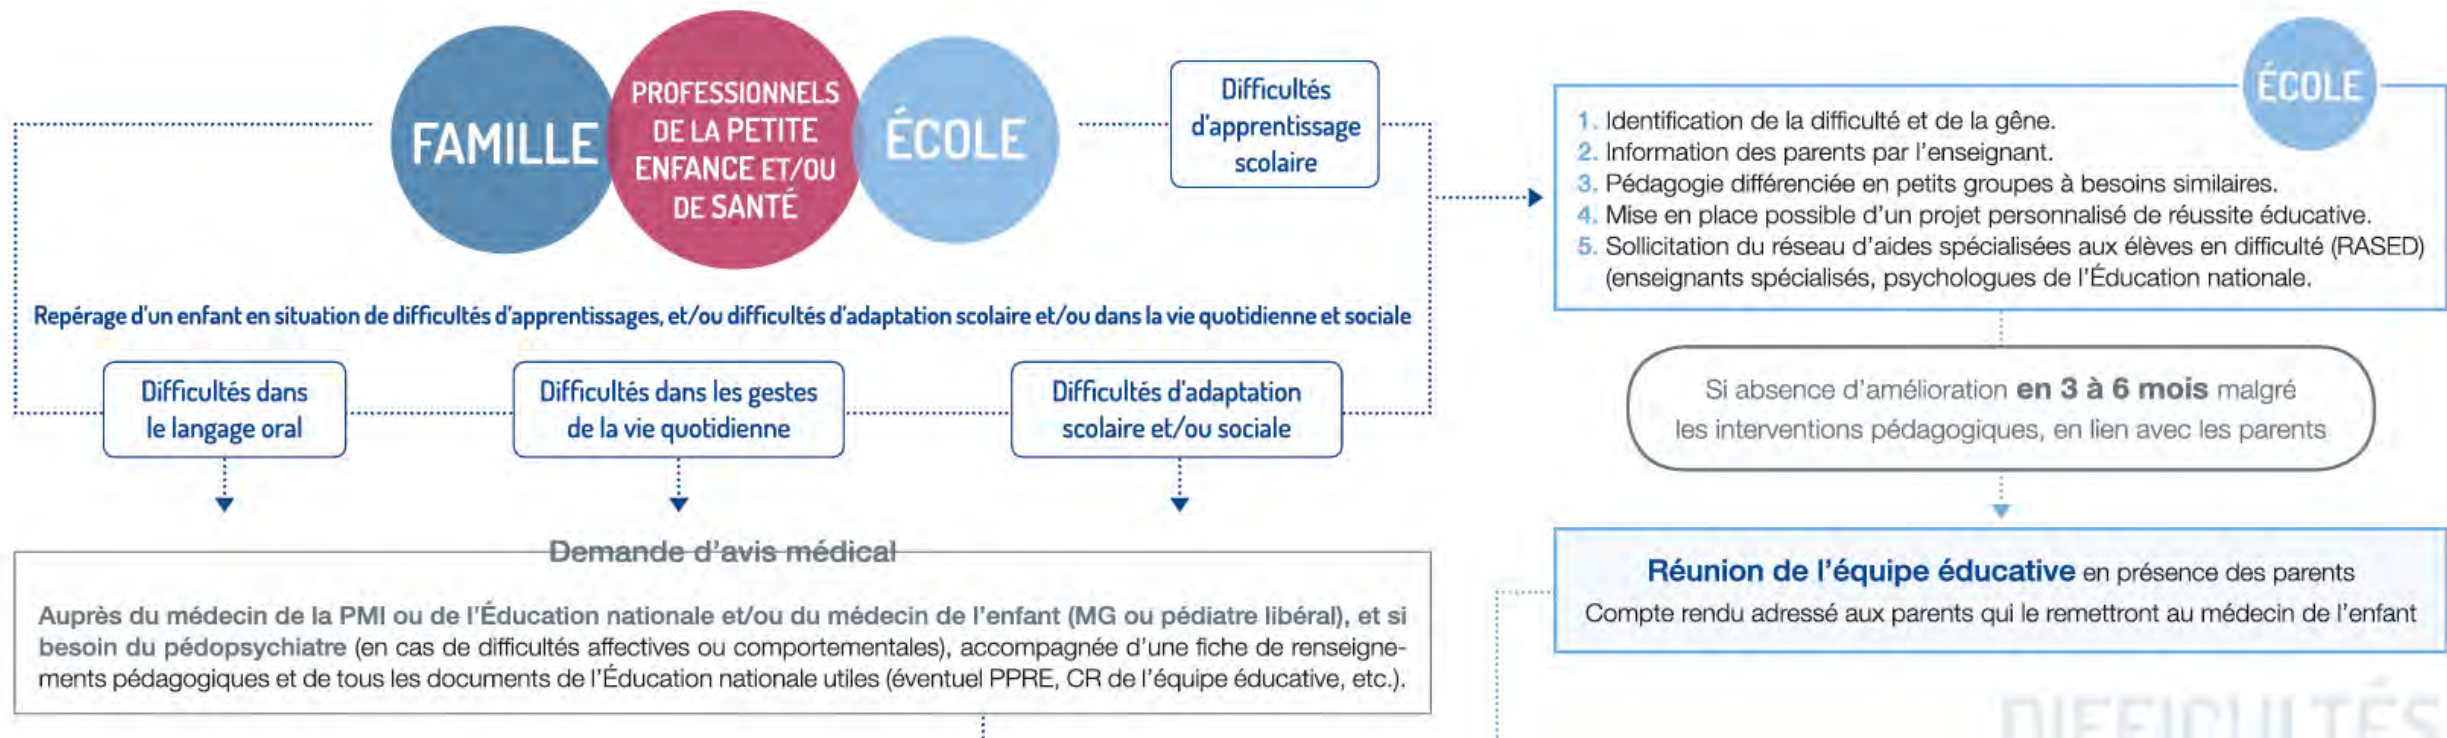 FAMILLE
PROFESSIONNELS
DE LA PETITE
ENFANCE ET/OU
DE SANTÉ
ÉCOLE
Difficultés
d'apprentissage
scolaire
Repérage d'un enfant en situation de difficultés d'apprentissages, et/ou difficultés d'adaptation scolaire et/ou dans la vie quotidienne et sociale
Difficultés dans
le langage oral
Difficultés dans les gestes
de la vie quotidienne
Difficultés d'adaptation
scolaire et/ou sociale
Demande d'avis médical
Auprès du médecin de la PMI ou de l'Éducation nationale et/ou du médecin de l'enfant (MG ou pédiatre libéral), et si
besoin du pédopsychiatre (en cas de difficultés affectives ou comportementales), accompagnée d'une fiche de renseigne-
ments pédagogiques et de tous les documents de l'Éducation nationale utiles (éventuel PPRE, CR de l'équipe éducative, etc.).
ÉCOLE
1. Identification de la difficulté et de la gêne.
2. Information des parents par l'enseignant.
3. Pédagogie différenciée en petits groupes à besoins similaires.
4. Mise en place possible d'un projet personnalisé de réussite éducative.
5. Sollicitation du réseau d'aides spécialisées aux élèves en difficulté (RASED)
(enseignants spécialisés, psychologues de l'Éducation nationale.
Si absence d'amélioration en 3 à 6 mois malgré
les interventions pédagogiques, en lien avec les parents
Réunion de l'équipe éducative en présence des parents
Compte rendu adressé aux parents qui le remettront au médecin de l'enfant
DIFFICULTÉS